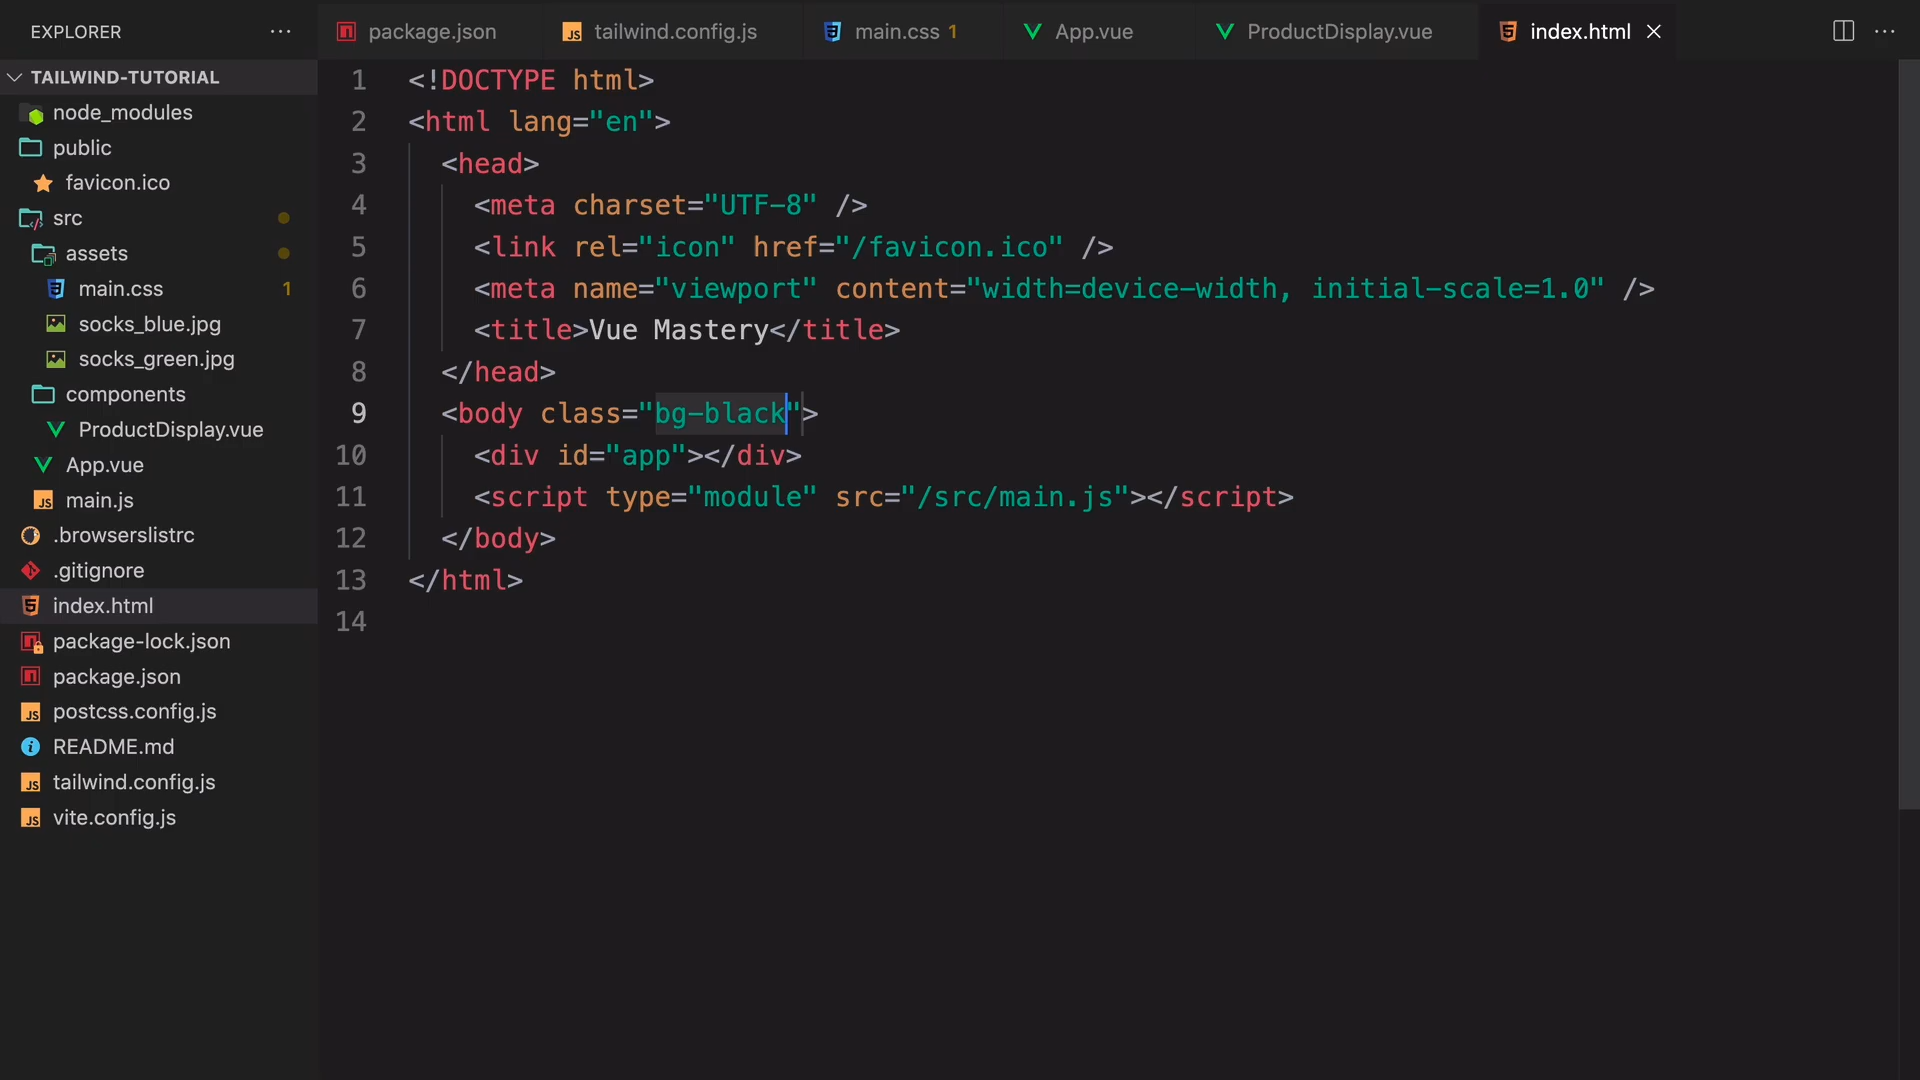 EXPLORER
TAILWIND-TUTORIAL
node_modules
public
favicon.ico
src
assets
main.css 1
socks_blue.jpg
socks_green.jpg
components
ProductDisplay.vue
App.vue
main.js
.browserslistrc
.gitignore
index.html
package-lock.json
package.json
postcss.config.js
README.md
tailwind.config.js
vite.config.js
package.json tailwind.config.js main.css 1 App.vue ProductDisplay.vue index.html
1 <!DOCTYPE html>
2 <html lang="en">
3 <head>
4 <meta charset="UTF-8" />
5 <link rel="icon" href="/favicon.ico" />
6 <meta name="viewport" content="width=device-width, initial-scale=1.0" />
7 <title>Vue Mastery</title>
8 </head>
9 <body class="bg-black">
10 <div id="app"></div>
11 <script type="module" src="/src/main.js"></script>
12 </body>
13 </html>
14